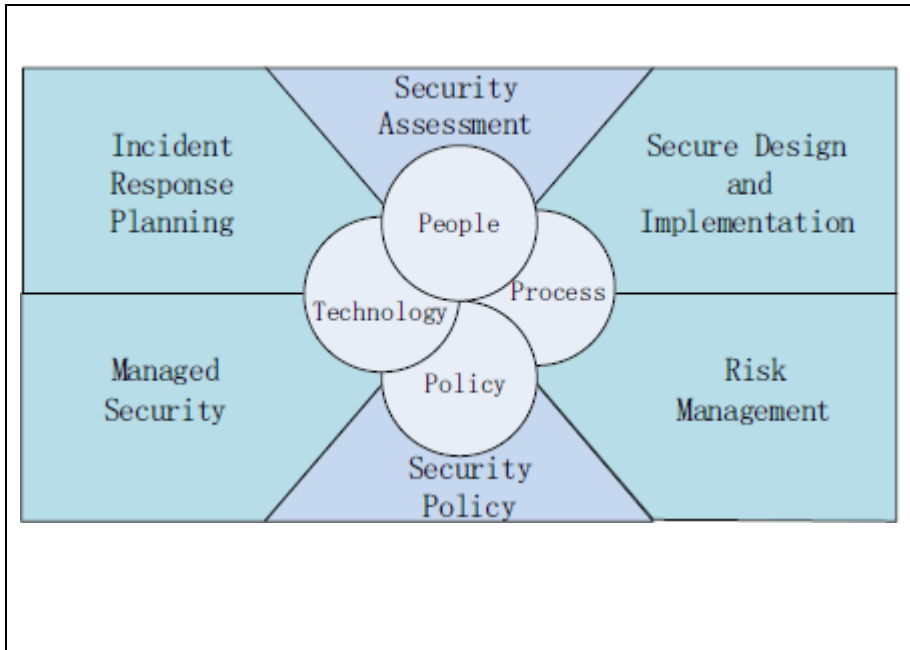 Security
Assessment
Incident
Response
Planning
Secure Design
and
Implementation
People
Process
Technology
Managed
Security
Policy
Risk
Management
Security
Policy